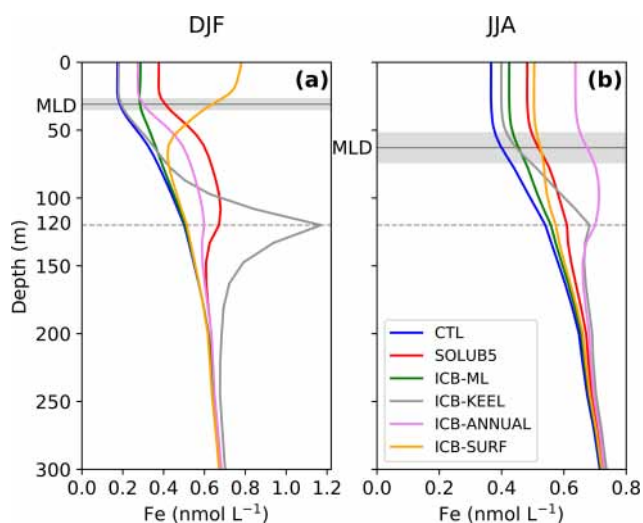 DJF
JJA
(a)
(b)
0
50
100
120
150
200
250
300
MLD
Depth (m)
0.0 0.2 0.4 0.6 0.8 1.0 1.2
Fe (nmol L⁻¹)
MLD
CTL
SOLUB5
ICB-ML
ICB-KEEL
ICB-ANNUAL
ICB-SURF
0.0 0.2 0.4 0.6 0.8
Fe (nmol L⁻¹)